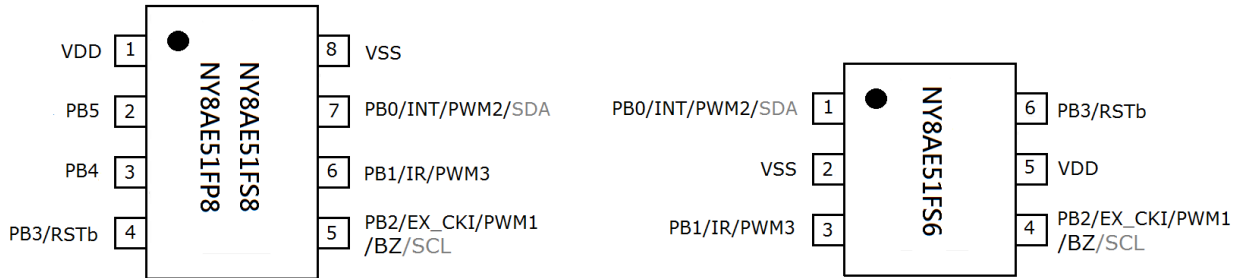 VDD 1
PB5 2
PB4 3
PB3/RSTb 4
NY8AE51FP8
NY8AE51FS8
8 VSS
7 PB0/INT/PWM2/SDA
6 PB1/IR/PWM3
5 PB2/EX_CKI/PWM1
/BZ/SCL
PB0/INT/PWM2/SDA 1
VSS 2
PB1/IR/PWM3 3
NY8AE51FS6
6 PB3/RSTb
5 VDD
4 PB2/EX_CKI/PWM1
/BZ/SCL